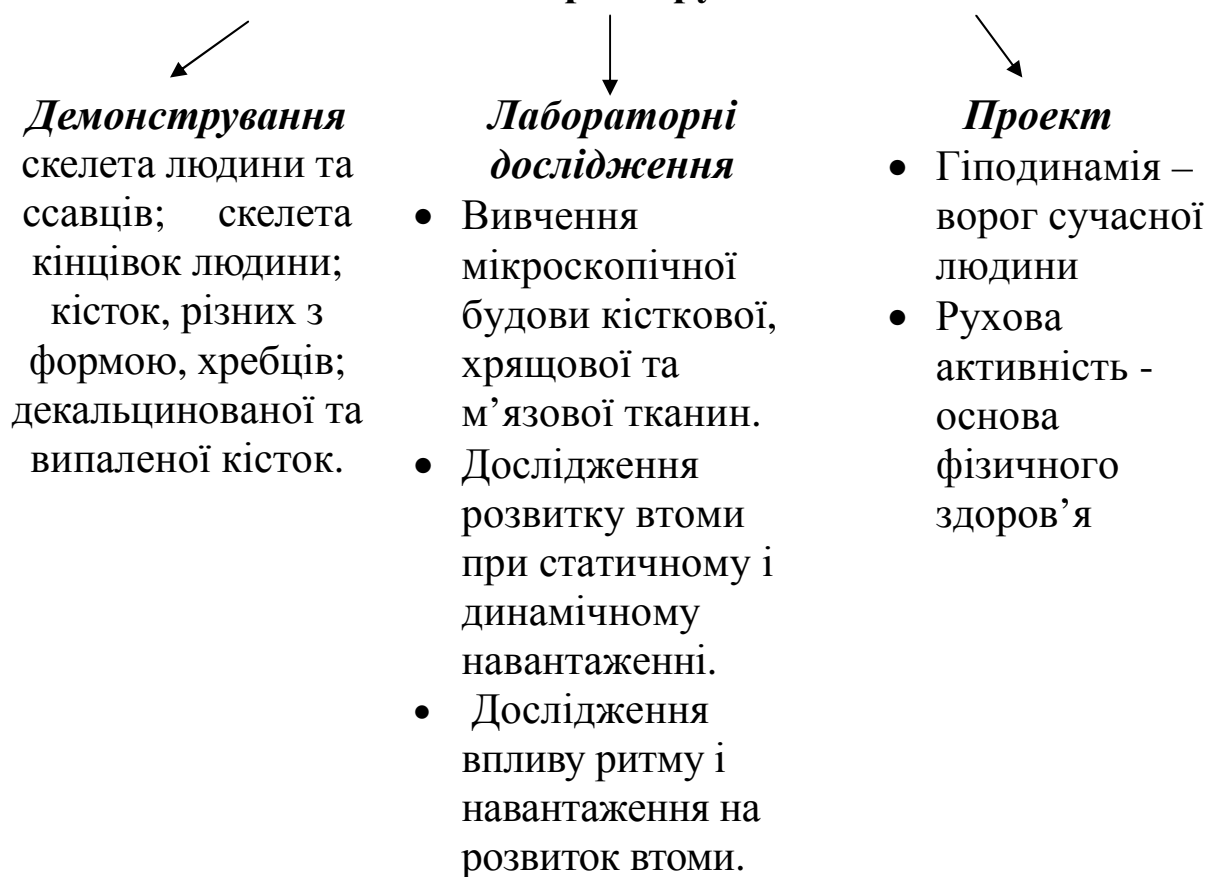 Демонстрування
скелета людини та
ссавців; скелета
кінцівок людини;
кісток, різних з
формою, хребців;
декальцинованої та
випаленої кісток.
Лабораторні
дослідження
• Вивчення
мікроскопічної
будови кісткової,
хрящової та
м’язової тканин.
• Дослідження
розвитку втоми
при статичному і
динамічному
навантаженні.
• Дослідження
впливу ритму і
навантаження на
розвиток втоми.
Проект
• Гіподинамія –
ворог сучасної
людини
• Рухова
активність -
основа
фізичного
здоров’я